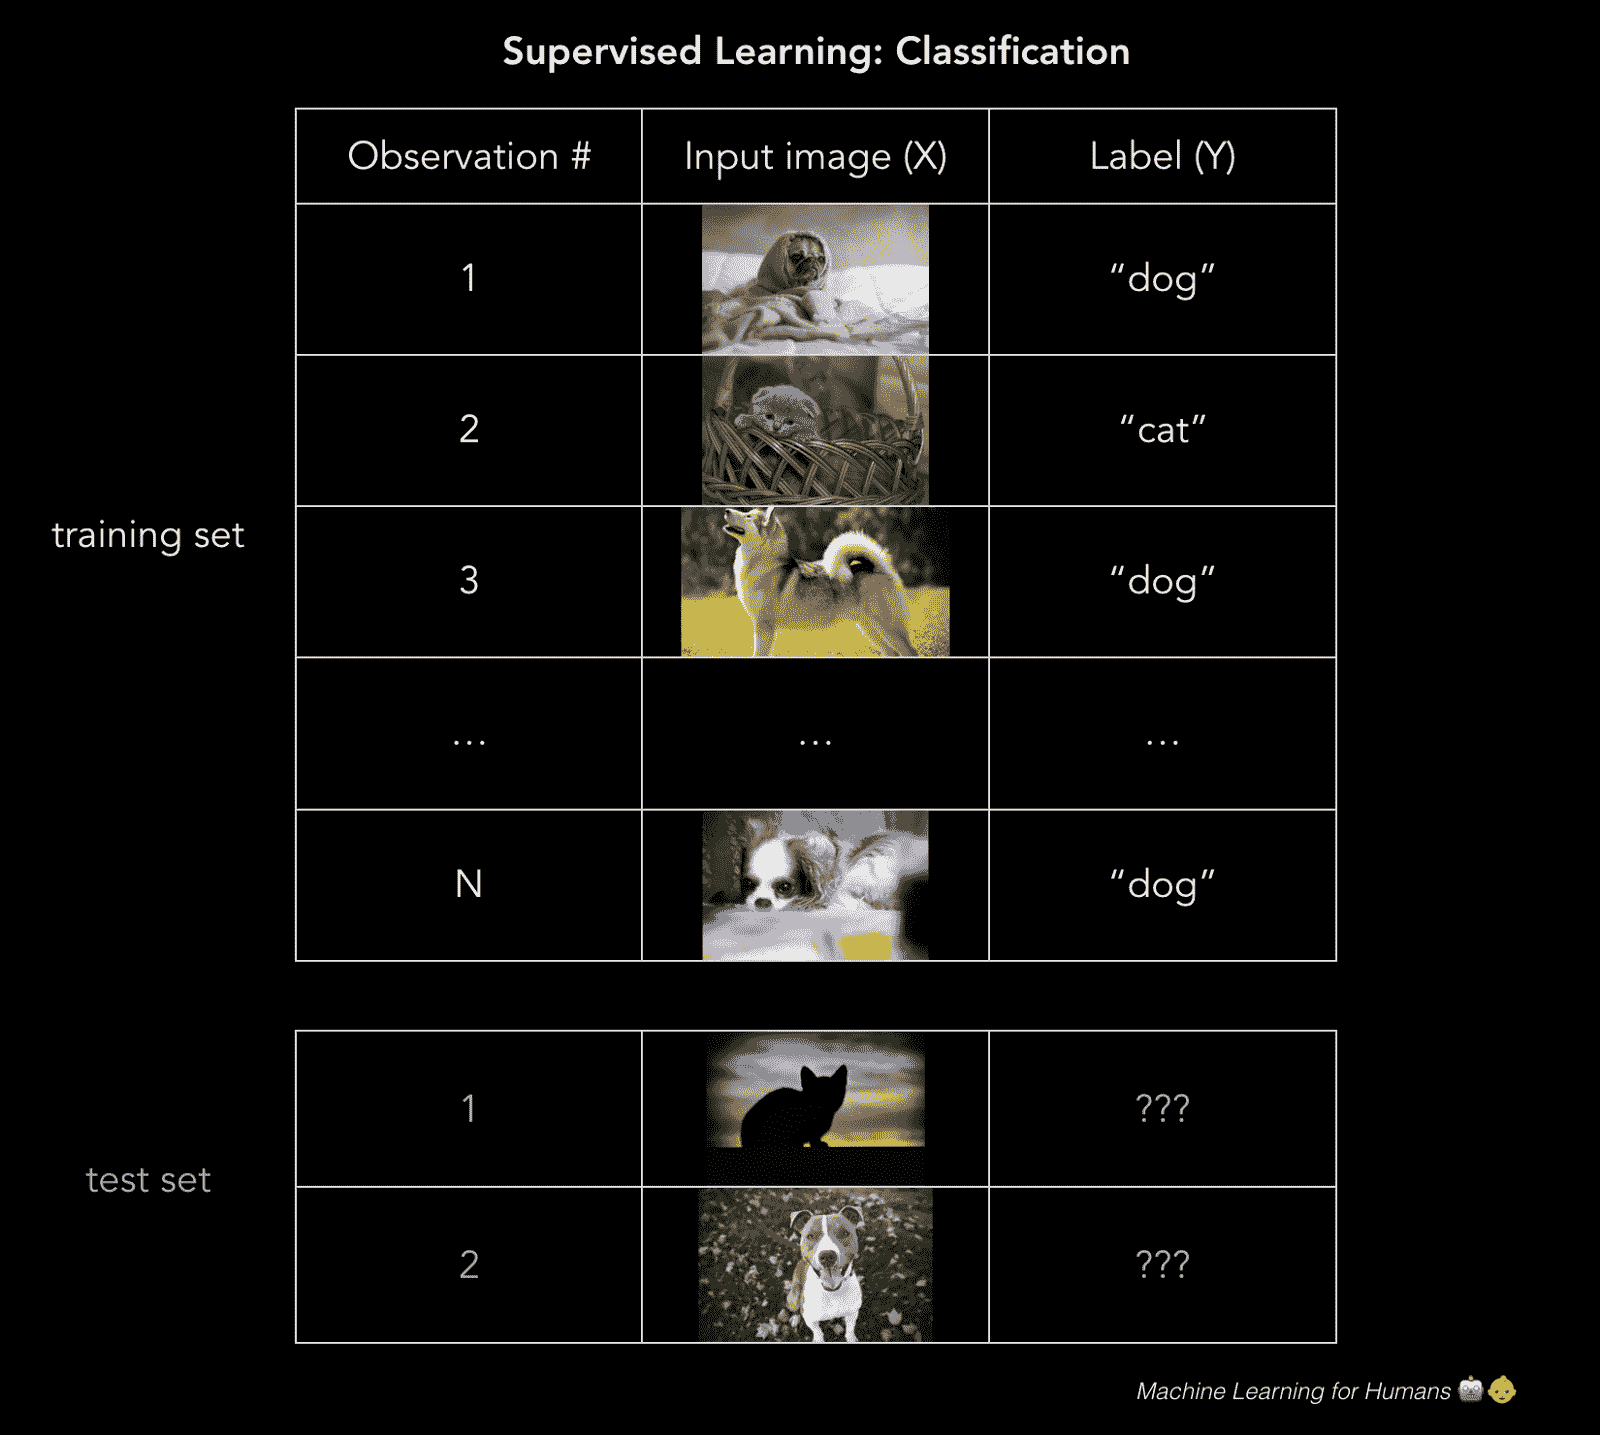 Supervised Learning: Classification
Observation # Input image (X) Label (Y)
1 “dog”
2 “cat”
training set
3 “dog”
... ... ...
N “dog”
1 ???
test set
2 ???
Machine Learning for Humans 🤖👶